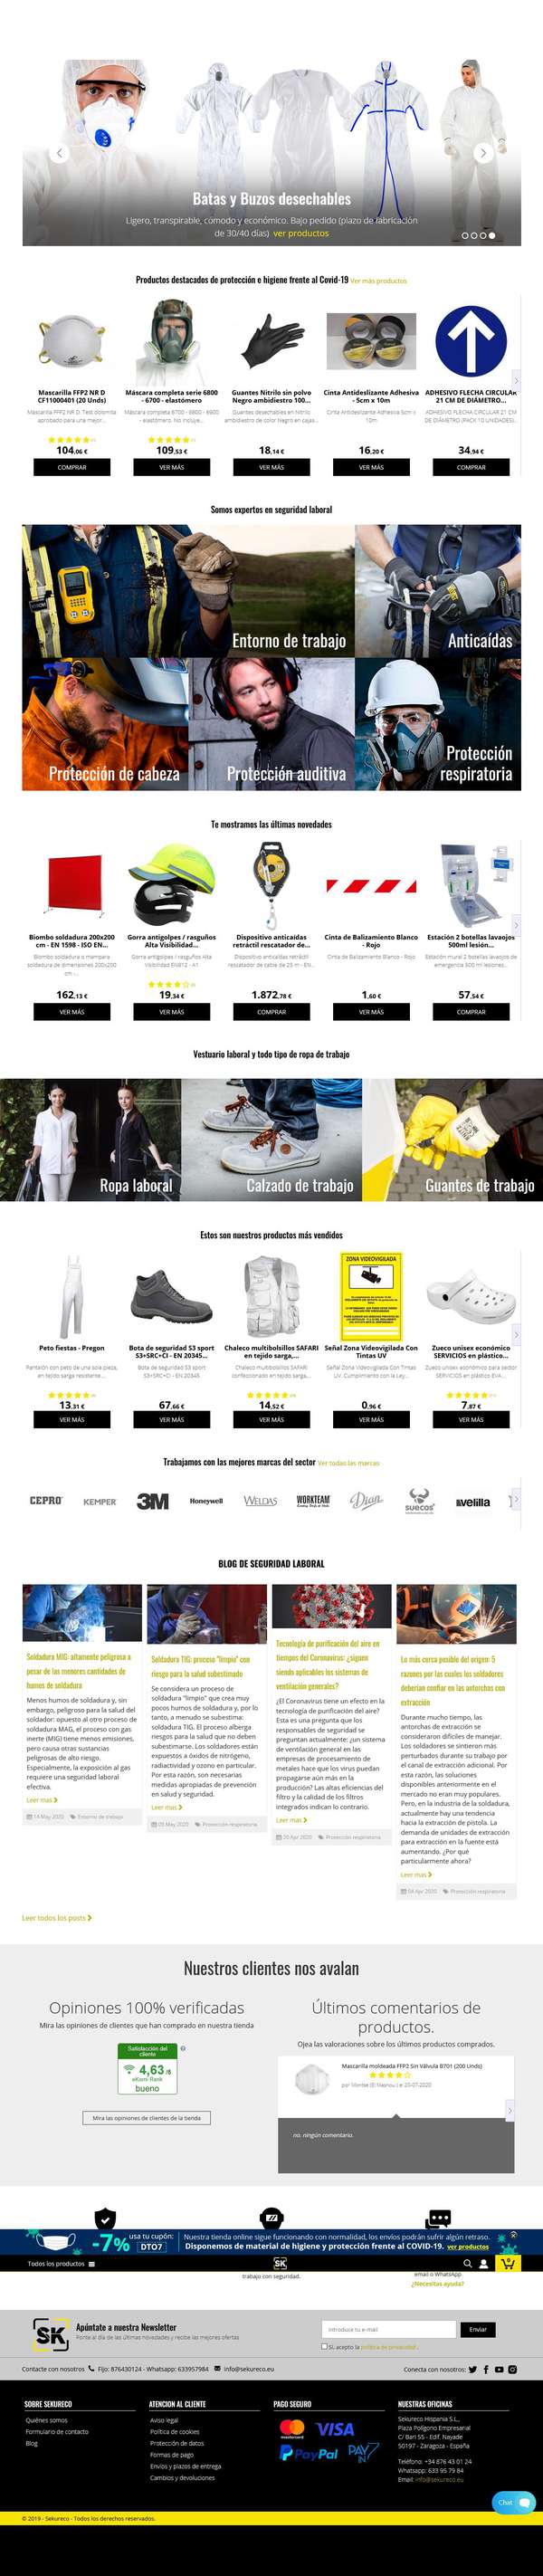 Batas y Buzos desechables
Ligero, transpirable, cómodo y económico. Bajo pedido (plazo de fabricación
de 30/40 días) ver productos
Productos destacados de protección e higiene frente al Covid-19 Ver más productos
Mascarilla FFP2 NR D
CF11000401 (20 Unds)
Mascarilla FFP2 NR D. Test dolomita
aprobado para una mejor...
104,06 €
COMPRAR
Máscara completa serie 6800
- 6700 - elastómero
Máscara completa 6700 - 6800 - 6900
- elastómero. No incluye...
109,53 €
VER MÁS
Guantes Nitrilo sin polvo
Negro ambidiestro 100...
Guantes desechables en Nitrilo
ambidiestro de color Negro en cajas...
18,14 €
VER MÁS
Cinta Antideslizante Adhesiva
- 5cm x 10m
Cinta Antideslizante Adhesiva 5cm x
10m
16,20 €
VER MÁS
ADHESIVO FLECHA CIRCULAR
21 CM DE DIÁMETRO...
ADHESIVO FLECHA CIRCULAR 21 CM
DE DIÁMETRO (PACK 10 UNIDADES)...
34,94 €
COMPRAR
Somos expertos en seguridad laboral
Entorno de trabajo
Anticaídas
Protección de cabeza
Protección auditiva
Protección
respiratoria
Te mostramos las últimas novedades
Biombo soldadura 200x200
cm - EN 1598 - ISO EN...
Biombo soldadura o mampara
soldadura de dimensiones 200x200
cm -...
162,13 €
VER MÁS
Gorra antigolpes / rasguños
Alta Visibilidad...
Gorra antigolpes / rasguños Alta
Visibilidad EN812 - A1
19,34 €
VER MÁS
Dispositivo anticaídas
retráctil rescatador de...
Dispositivo anticaídas retráctil
rescatador de cable de 25 m - EN...
1.872,78 €
COMPRAR
Cinta de Balizamiento Blanco
- Rojo
Cinta de Balizamiento Blanco - Rojo
1,60 €
VER MÁS
Estación 2 botellas lavaojos
500ml lesión...
Estación mural 2 botellas lavaojos de
emergencia 500 ml lesiones...
57,54 €
COMPRAR
Vestuario laboral y todo tipo de ropa de trabajo
Ropa laboral
Calzado de trabajo
Guantes de trabajo
Estos son nuestros productos más vendidos
ZONA VIDEOVIGILADA
Peto fiestas - Pregon
Pantalón con peto de una sola pieza,
en tejido sarga resistente...
13,31 €
VER MÁS
Bota de seguridad S3 sport
S3+SRC+CI - EN 20345...
Bota de seguridad S3 sport
S3+SRC+CI - EN 20345
67,66 €
VER MÁS
Chaleco multibolsillos SAFARI
en tejido sarga,...
Chaleco multibolsillos SAFARI
confeccionado en tejido sarga...
14,52 €
VER MÁS
Señal Zona Videovigilada Con
Tintas UV
Señal Zona Videovigilada Con Tintas
UV. Cumplimiento con la Ley...
0,96 €
VER MÁS
Zueco unisex económico
SERVICIOS en plástico...
Zueco unisex económico para sector
SERVICIOS en plástico EVA...
7,87 €
VER MÁS
Trabajamos con las mejores marcas del sector Ver todas las marcas
CEPRO
KEMPER
3M
Honeywell
WELDAS
WORKTEAM
Dian
suecos
velilla
BLOG DE SEGURIDAD LABORAL
Soldadura MIG: altamente peligrosa a
pesar de las menores cantidades de
humos de soldadura
Menos humos de soldadura y, sin
embargo, peligroso para la salud del
soldador: opuesto al otro proceso de
soldadura MAG, el proceso con gas
inerte (MIG) tiene menos emisiones,
pero causa otras sustancias
peligrosas de alto riesgo.
Especialmente, la exposición al gas
requiere una seguridad laboral
efectiva.
Leer mas
14 May, 2020 Entorno de trabajo
Soldadura TIG: proceso "limpio" con
riesgo para la salud subestimado
Se considera un proceso de
soldadura "limpio" que crea muy
pocos humos de soldadura y, por lo
tanto, a menudo se subestima:
soldadura TIG. El proceso alberga
riesgos para la salud que no deben
subestimarse. Los soldadores están
expuestos a óxidos de nitrógeno,
radiactividad y ozono en particular.
Por esta razón, son necesarias
medidas apropiadas de prevención
en salud y seguridad.
Leer mas
05 May, 2020 Protección respiratoria
Tecnología de purificación del aire en
tiempos del Coronavirus: ¿siguen
siendo aplicables los sistemas de
ventilación generales?
¿El Coronavirus tiene un efecto en la
tecnología de purificación del aire?
Esta es una pregunta que los
responsables de seguridad se
preguntan actualmente: ¿un sistema
de ventilación general en las
empresas de procesamiento de
metales hace que los virus puedan
propagarse aún más en la
producción? Las altas eficiencias del
filtro y la calidad de los filtros
integrados indican lo contrario.
Leer mas
20 Apr 2020 Protección respiratoria
Lo más cerca posible del origen: 5
razones por las cuales los soldadores
deberían confiar en las antorchas con
extracción
Durante mucho tiempo, las
antorchas de extracción se
consideraron difíciles de manejar.
Los soldadores se sintieron más
perturbados durante su trabajo por
el canal de extracción adicional. Por
esta razón, las soluciones
disponibles anteriormente en el
mercado no eran muy populares.
Pero, en la industria de la soldadura,
actualmente hay una tendencia
hacia la extracción de pistola. La
demanda de unidades de extracción
para extracción en la fuente está
aumentando. ¿Por qué
particularmente ahora?
Leer mas
04 Apr 2020 Protección respiratoria
Leer todos los posts
Nuestros clientes nos avalan
Opiniones 100% verificadas
Mira las opiniones de clientes que han comprado en nuestra tienda
Satisfacción del
cliente
4,63 /5
eKomi Rank
bueno
Mira las opiniones de clientes de la tienda
Últimos comentarios de
productos.
Ojea las valoraciones sobre los últimos productos comprados.
Mascarilla moldeada FFP2 Sin Válvula 8701 (200 Unds)
no, ningún comentario.
-7%
usa tu cupón:
DTO7
Nuestra tienda online sigue funcionando con normalidad, los envíos podrán sufrir algún retraso.
Disponemos de material de higiene y protección frente al COVID-19. ver productos
Todos los productos
SK
0
trabajo con seguridad.
email o WhatsApp
¿Necesitas ayuda?
SK
Apúntate a nuestra Newsletter
Ponte al día de las últimas novedades y recibe las mejores ofertas
Introduce tu e-mail
Enviar
Sí, acepto la política de privacidad.
Contacte con nosotros Fijo: 876430124 - Whatsapp: 633957984 info@sekureco.eu
Conecta con nosotros:
SOBRE SEKURECO
Quiénes somos
Formulario de contacto
Blog
ATENCION AL CLIENTE
Aviso legal
Política de cookies
Protección de datos
Formas de pago
Envíos y plazos de entrega
Cambios y devoluciones
PAGO SEGURO
mastercard
VISA
PayPal
PAY
NUESTRAS OFICINAS
Sekureco Hispania S.L.,
Plaza Polígono Empresarial
C/ Bari 55 - Edif. Nayade
50197 - Zaragoza - España
Teléfono: +34 876 43 01 24
Whatsapp: 633 95 79 84
Email: info@sekureco.eu
Chat
© 2019 - Sekureco - Todos los derechos reservados.